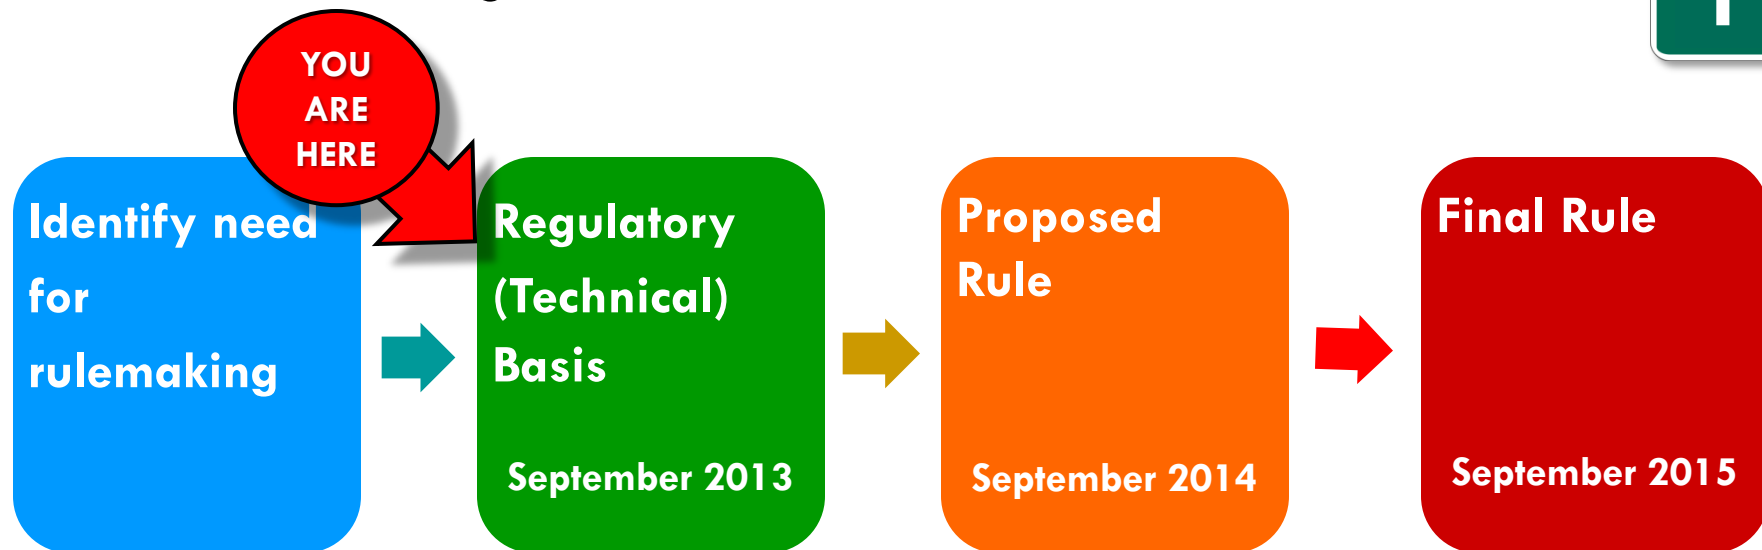 YOU
ARE
HERE
Identify need
for
rulemaking
Regulatory
(Technical)
Basis
September 2013
Proposed
Rule
September 2014
Final Rule
September 2015